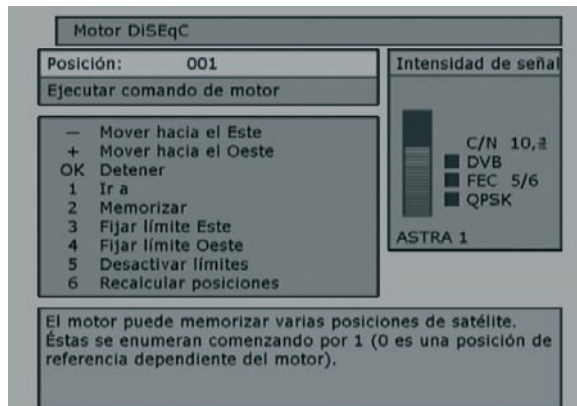 Motor DiSEqC
Posición: 001
Ejecutar comando de motor
— Mover hacia el Este
+ Mover hacia el Oeste
OK Detener
1 Ir a
2 Memorizar
3 Fijar límite Este
4 Fijar límite Oeste
5 Desactivar límites
6 Recalcular posiciones
Intensidad de señal
C/N 10,
DVB
FEC 5/6
QPSK
ASTRA 1
El motor puede memorizar varias posiciones de satélite.
Éstas se enumeran comenzando por 1 (0 es una posición de
referencia dependiente del motor).